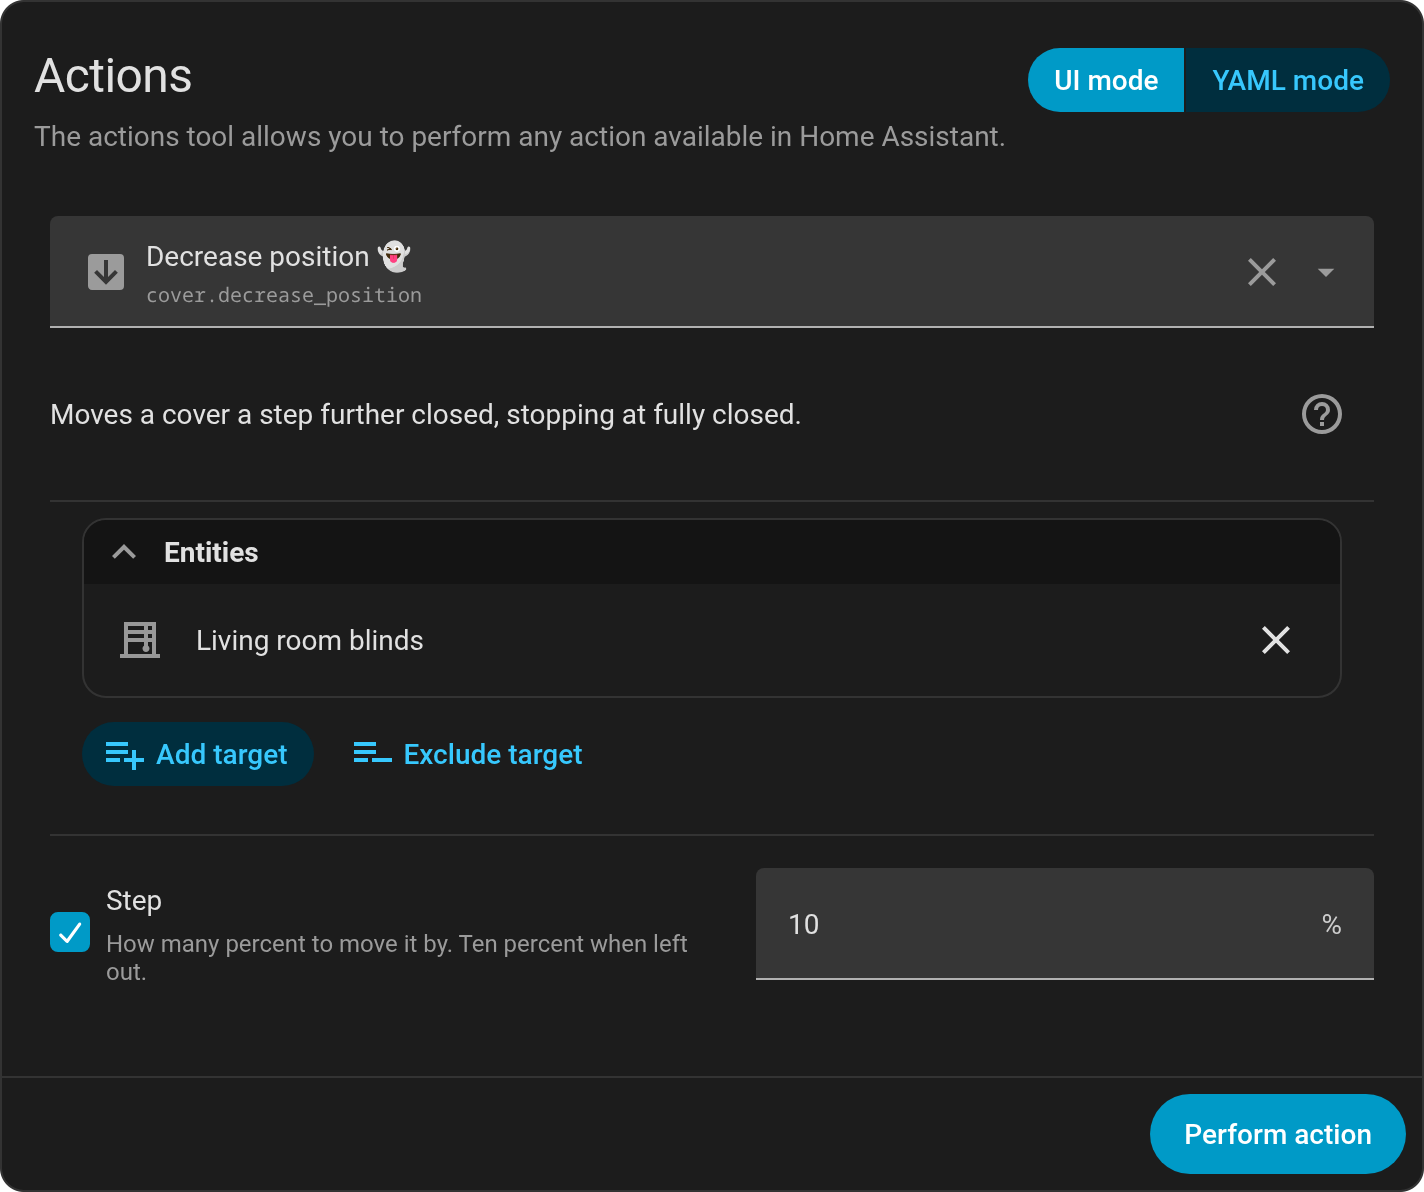 Actions
UI mode
YAML mode
The actions tool allows you to perform any action available in Home Assistant.
Decrease position 👻
cover.decrease_position
Moves a cover a step further closed, stopping at fully closed.
Entities
Living room blinds
Add target
Exclude target
Step
How many percent to move it by. Ten percent when left
out.
10
%
Perform action